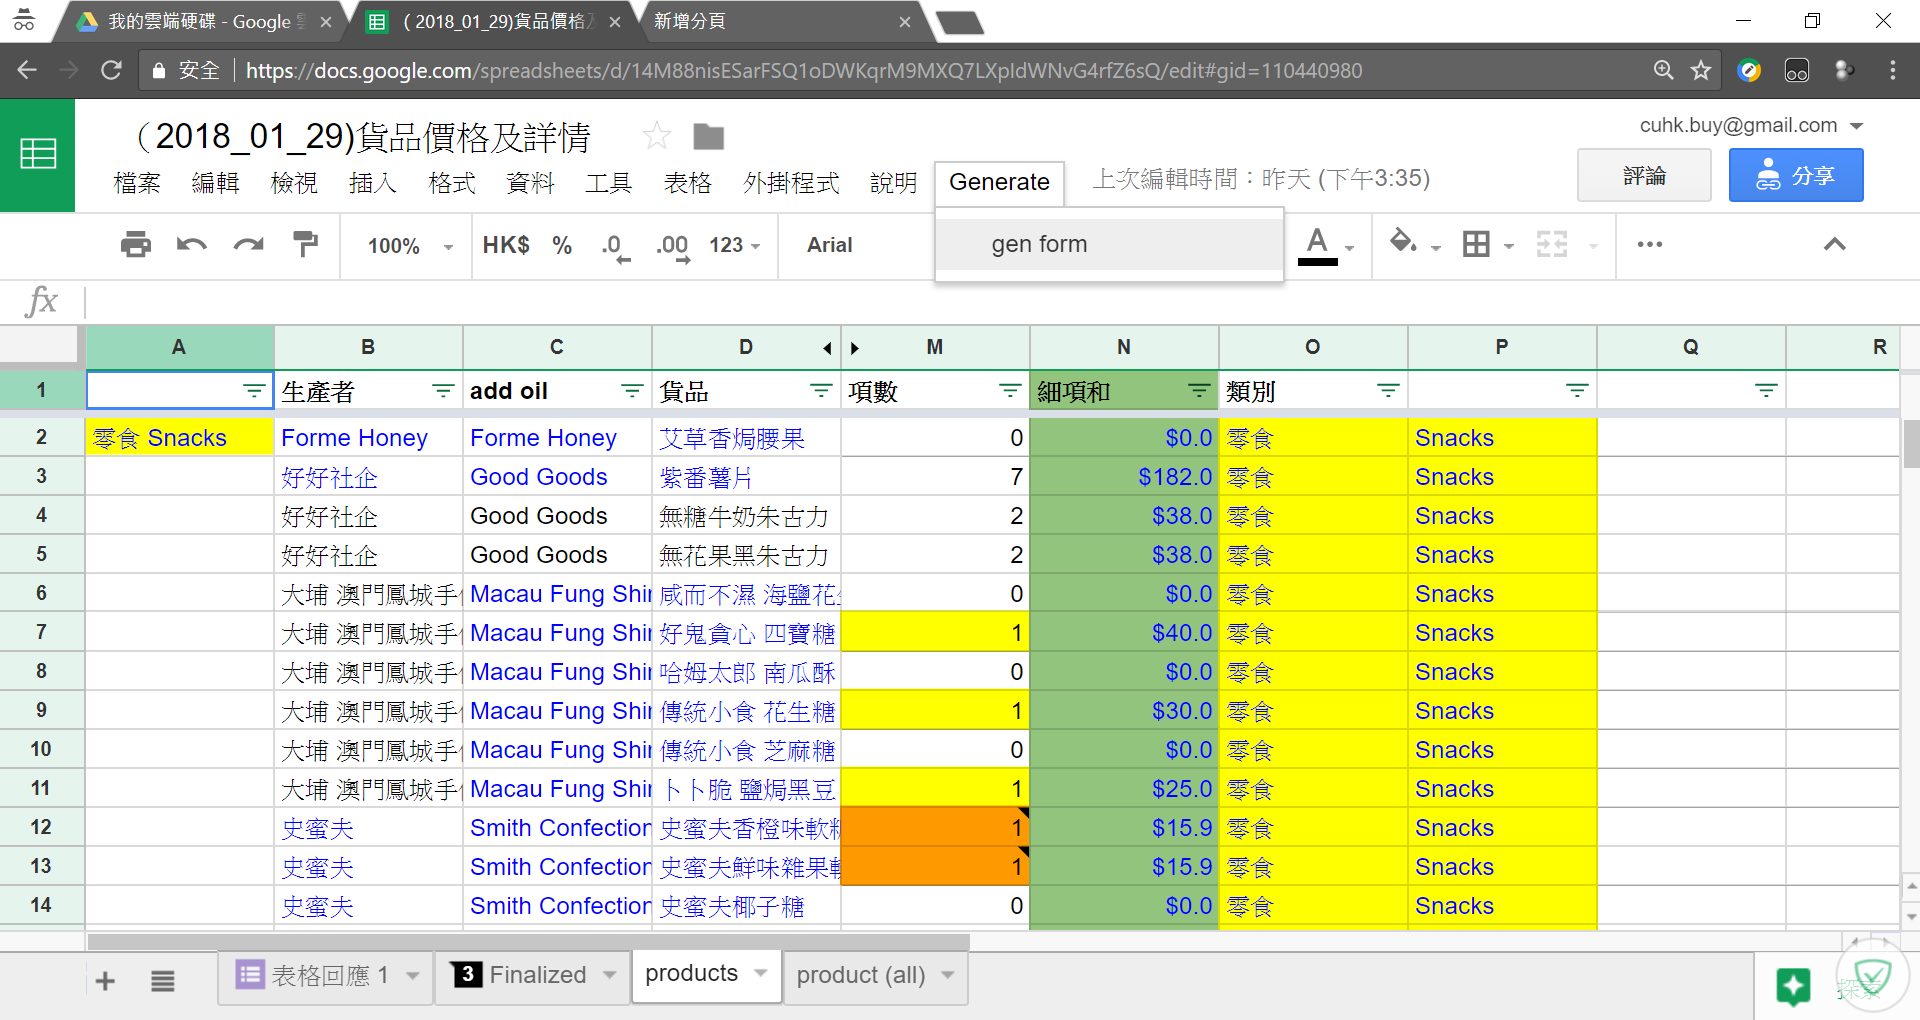 我的雲端硬碟 - Google 雲
（2018_01_29)貨品價格及
新增分頁
安全
https://docs.google.com/spreadsheets/d/14M88nisESarFSQ1oDWKqrM9MXQ7LXpIdWNvG4rfZ6sQ/edit#gid=110440980
（2018_01_29)貨品價格及詳情
cuhk.buy@gmail.com
檔案 編輯 檢視 插入 格式 資料 工具 表格 外掛程式 說明 Generate 上次編輯時間：昨天 (下午3:35)
評論 分享
100% HK$ % .0 .00 123 Arial gen form A
fx
A B C D M N O P Q R
1 生產者 add oil 貨品 項數 細項和 類別
2 零食 Snacks Forme Honey Forme Honey 艾草香焗腰果 0 $0.0 零食 Snacks
3 好好社企 Good Goods 紫番薯片 7 $182.0 零食 Snacks
4 好好社企 Good Goods 無糖牛奶朱古力 2 $38.0 零食 Snacks
5 好好社企 Good Goods 無花果黑朱古力 2 $38.0 零食 Snacks
6 大埔 澳門鳳城手 Macau Fung Shin 咸而不濕 海鹽花生 0 $0.0 零食 Snacks
7 大埔 澳門鳳城手 Macau Fung Shin 好鬼貪心 四寶糖 1 $40.0 零食 Snacks
8 大埔 澳門鳳城手 Macau Fung Shin 哈姆太郎 南瓜酥 0 $0.0 零食 Snacks
9 大埔 澳門鳳城手 Macau Fung Shin 傳統小食 花生糖 1 $30.0 零食 Snacks
10 大埔 澳門鳳城手 Macau Fung Shin 傳統小食 芝麻糖 0 $0.0 零食 Snacks
11 大埔 澳門鳳城手 Macau Fung Shin 卜卜脆 鹽焗黑豆 1 $25.0 零食 Snacks
12 史蜜夫 Smith Confection 史蜜夫香橙味軟糖 1 $15.9 零食 Snacks
13 史蜜夫 Smith Confection 史蜜夫鮮味雜果軟 1 $15.9 零食 Snacks
14 史蜜夫 Smith Confection 史蜜夫椰子糖 0 $0.0 零食 Snacks
表格回應 1 3 Finalized products product (all) 探索